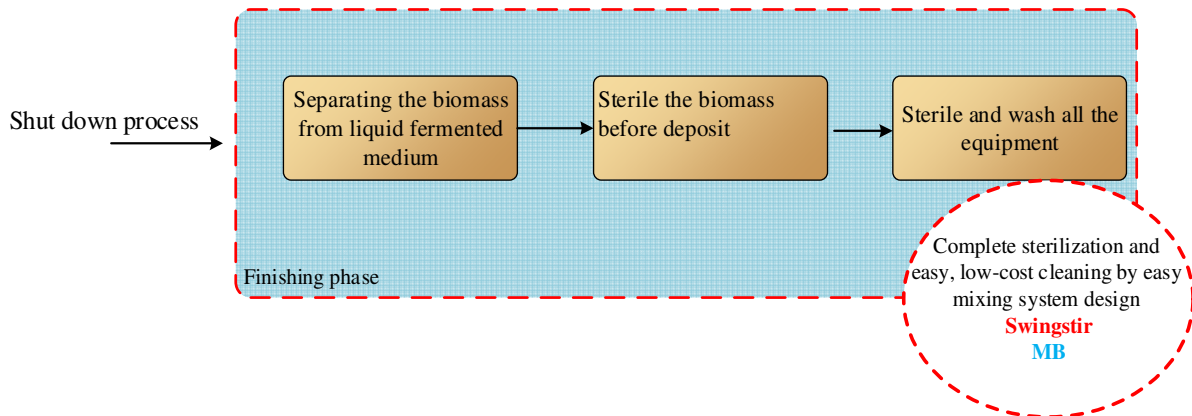 Shut down process
Separating the biomass
from liquid fermented
medium
Sterile the biomass
before deposit
Sterile and wash all the
equipment
Finishing phase
Complete sterilization and
easy, low-cost cleaning by easy
mixing system design
Swingstir
MB